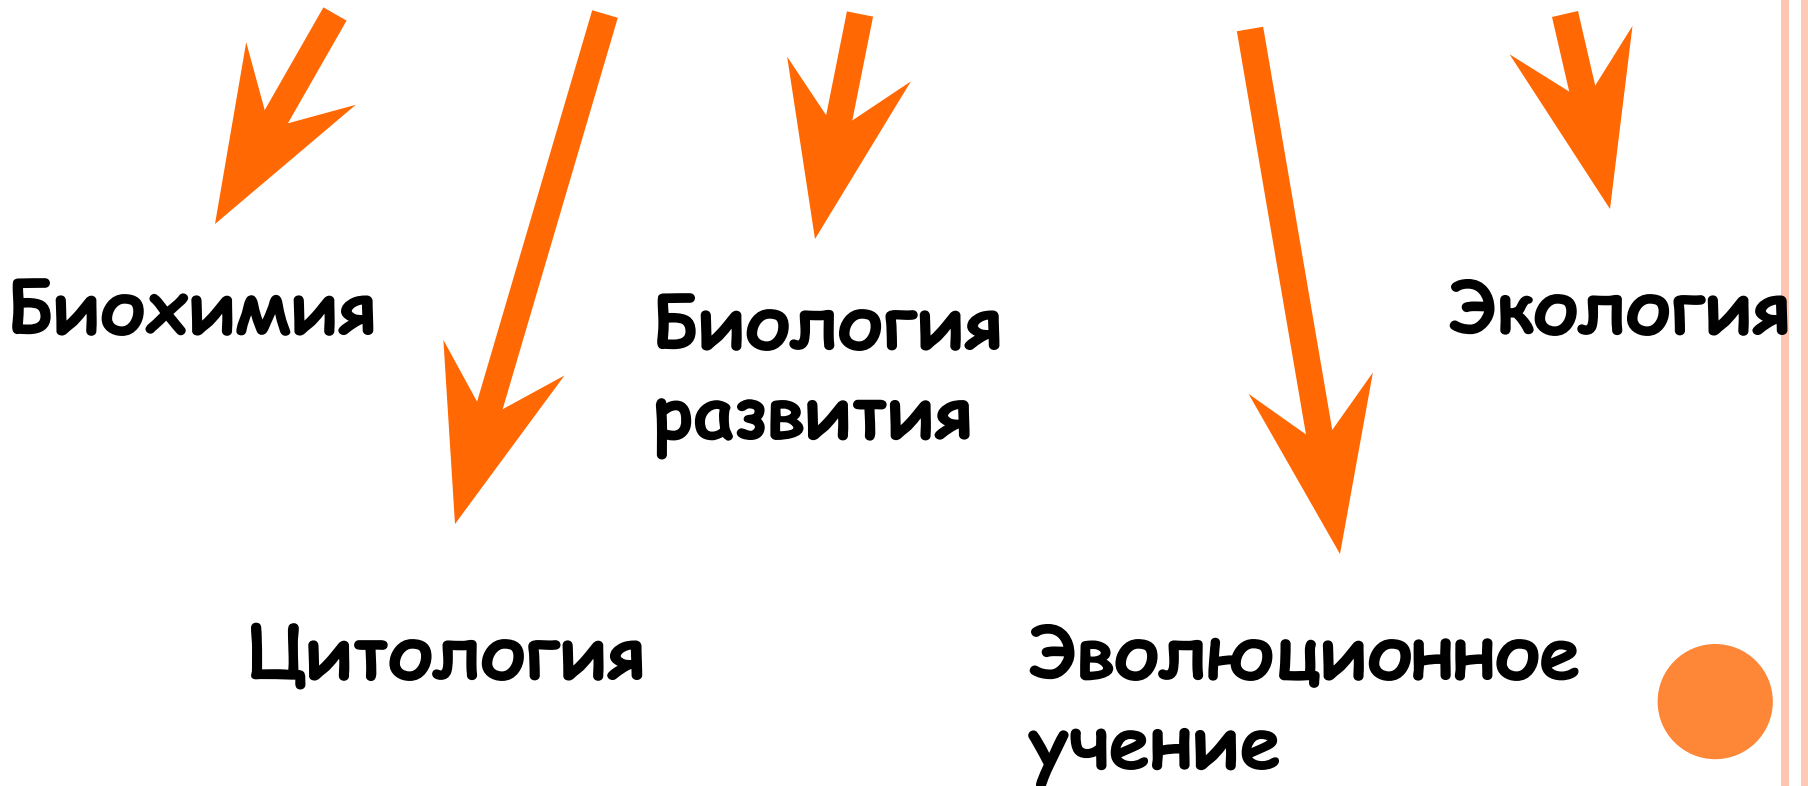 Биохимия
Биология
развития
Экология
Цитология
Эволюционное
учение